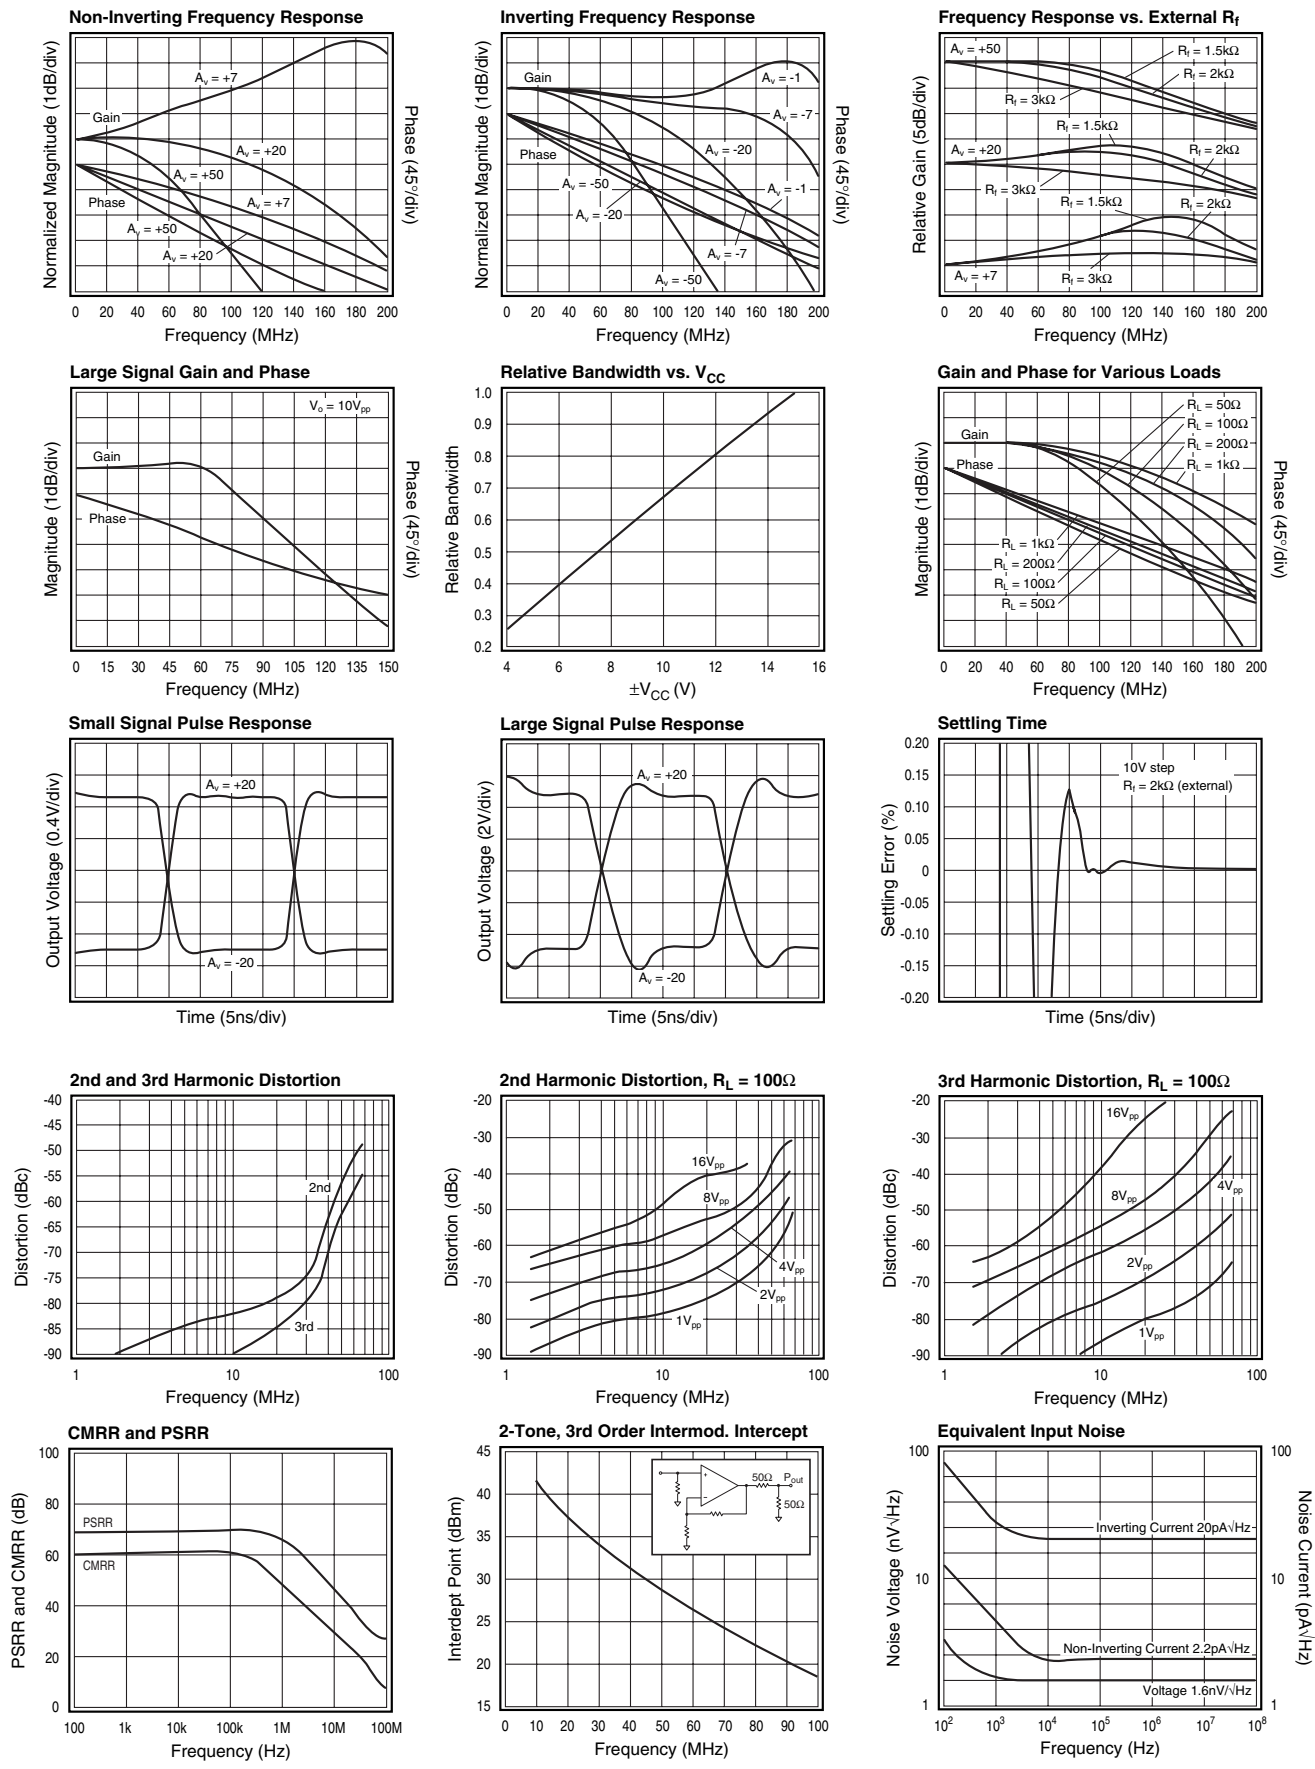 Non-Inverting Frequency Response
Normalized Magnitude (1dB/div)
Phase (45°/div)
Gain
Phase
Av = +7
Av = +20
Av = +50
Av = +7
Av = +50
Av = +20
0 20 40 60 80 100 120 140 160 180 200
Frequency (MHz)
Inverting Frequency Response
Normalized Magnitude (1dB/div)
Phase (45°/div)
Gain
Phase
Av = -1
Av = -7
Av = -20
Av = -50
Av = -1
Av = -20
Av = -7
Av = -50
0 20 40 60 80 100 120 140 160 180 200
Frequency (MHz)
Frequency Response vs. External Rf
Relative Gain (5dB/div)
Av = +50
Rf = 1.5kΩ
Rf = 2kΩ
Rf = 3kΩ
Rf = 1.5kΩ
Av = +20
Rf = 2kΩ
Rf = 3kΩ
Rf = 1.5kΩ
Rf = 2kΩ
Av = +7
Rf = 3kΩ
0 20 40 60 80 100 120 140 160 180 200
Frequency (MHz)
Large Signal Gain and Phase
Magnitude (1dB/div)
Phase (45°/div)
Vo = 10Vpp
Gain
Phase
0 15 30 45 60 75 90 105 120 135 150
Frequency (MHz)
Relative Bandwidth vs. VCC
Relative Bandwidth
1.0
0.9
0.8
0.7
0.6
0.5
0.4
0.3
0.2
4 6 8 10 12 14 16
±VCC (V)
Gain and Phase for Various Loads
Magnitude (1dB/div)
Phase (45°/div)
Gain
Phase
RL = 50Ω
RL = 100Ω
RL = 200Ω
RL = 1kΩ
RL = 1kΩ
RL = 200Ω
RL = 100Ω
RL = 50Ω
0 20 40 60 80 100 120 140 160 180 200
Frequency (MHz)
Small Signal Pulse Response
Output Voltage (0.4V/div)
Av = +20
Av = -20
Time (5ns/div)
Large Signal Pulse Response
Output Voltage (2V/div)
Av = +20
Av = -20
Time (5ns/div)
Settling Time
Settling Error (%)
0.20
0.15
0.10
0.05
0
-0.05
-0.10
-0.15
-0.20
10V step
Rf = 2kΩ (external)
Time (5ns/div)
2nd and 3rd Harmonic Distortion
Distortion (dBc)
-40
-45
-50
-55
-60
-65
-70
-75
-80
-85
-90
2nd
3rd
1 10 100
Frequency (MHz)
2nd Harmonic Distortion, RL = 100Ω
Distortion (dBc)
-20
-30
-40
-50
-60
-70
-80
-90
16Vpp
8Vpp
4Vpp
2Vpp
1Vpp
1 10 100
Frequency (MHz)
3rd Harmonic Distortion, RL = 100Ω
Distortion (dBc)
-20
-30
-40
-50
-60
-70
-80
-90
16Vpp
8Vpp
4Vpp
2Vpp
1Vpp
1 10 100
Frequency (MHz)
CMRR and PSRR
PSRR and CMRR (dB)
100
80
60
40
20
0
PSRR
CMRR
100 1k 10k 100k 1M 10M 100M
Frequency (Hz)
2-Tone, 3rd Order Intermod. Intercept
Interdept Point (dBm)
45
40
35
30
25
20
15
+
-
50Ω
Pout
50Ω
0 10 20 30 40 50 60 70 80 90 100
Frequency (MHz)
Equivalent Input Noise
Noise Voltage (nV√Hz)
Noise Current (pA√Hz)
100
10
1
100
10
1
Inverting Current 20pA√Hz
Non-Inverting Current 2.2pA√Hz
Voltage 1.6nV/√Hz
10² 10³ 10⁴ 10⁵ 10⁶ 10⁷ 10⁸
Frequency (Hz)